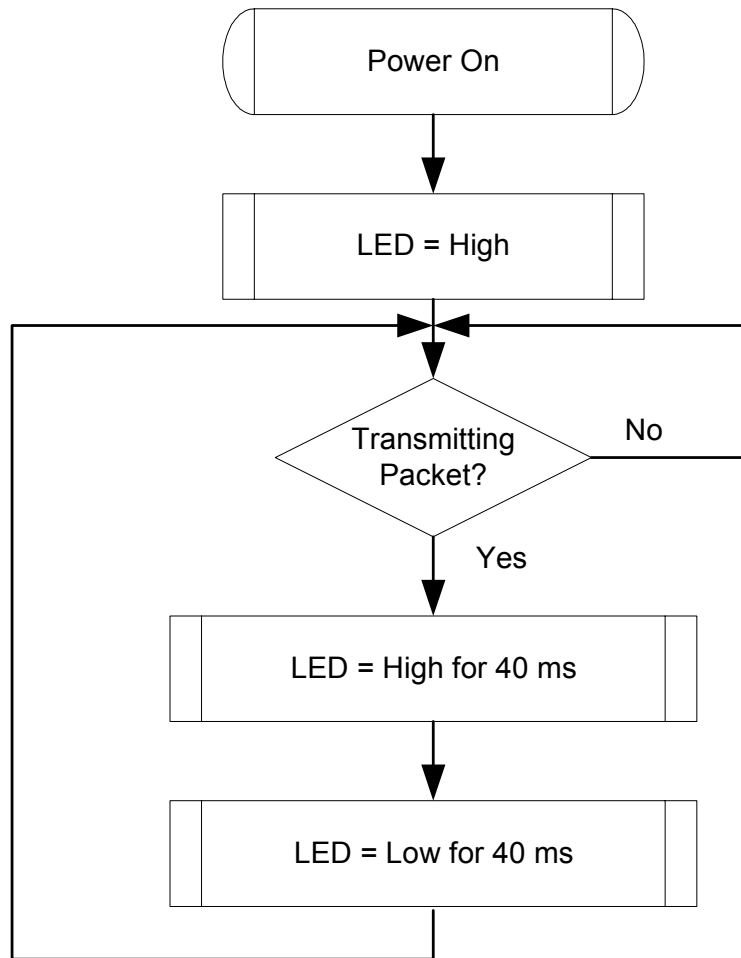 Power On
LED = High
Transmitting
Packet?
No
Yes
LED = High for 40 ms
LED = Low for 40 ms